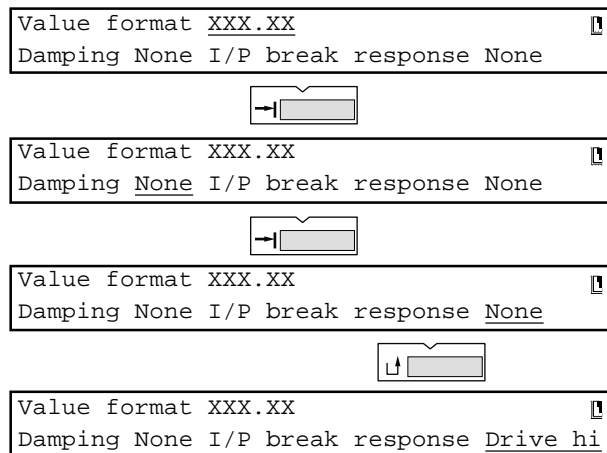 Value format XXX.XX
Damping None I/P break response None
Value format XXX.XX
Damping None I/P break response None
Value format XXX.XX
Damping None I/P break response None
Value format XXX.XX
Damping None I/P break response Drive hi